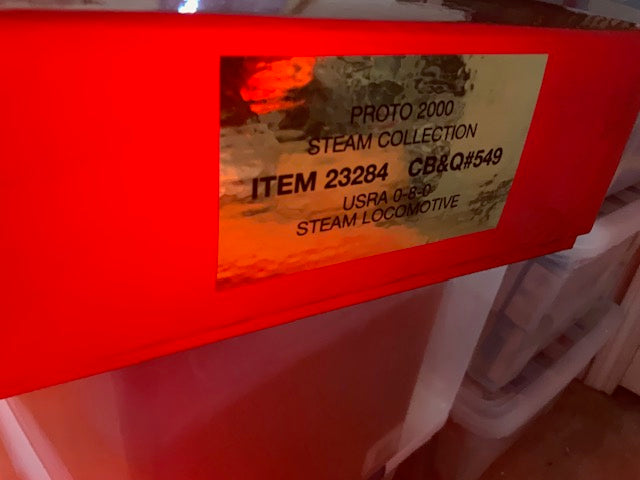 PROTO 2000
STEAM COLLECTION
ITEM 23284 CB&Q#549
USRA 0-8-0
STEAM LOCOMOTIVE